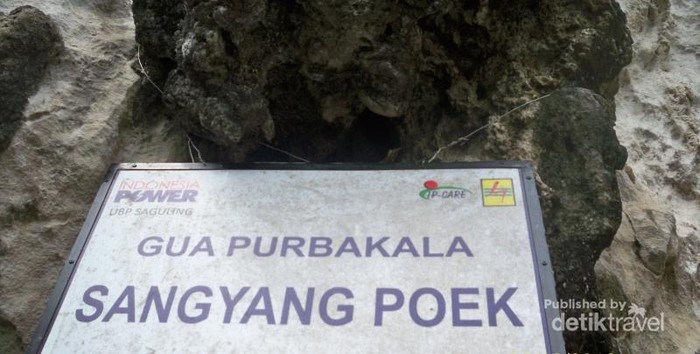 INDONESIA
POWER
UBP SAGULING
IP-CARE
GUA PURBAKALA
SANGYANG POEK
Published by
detiktravel